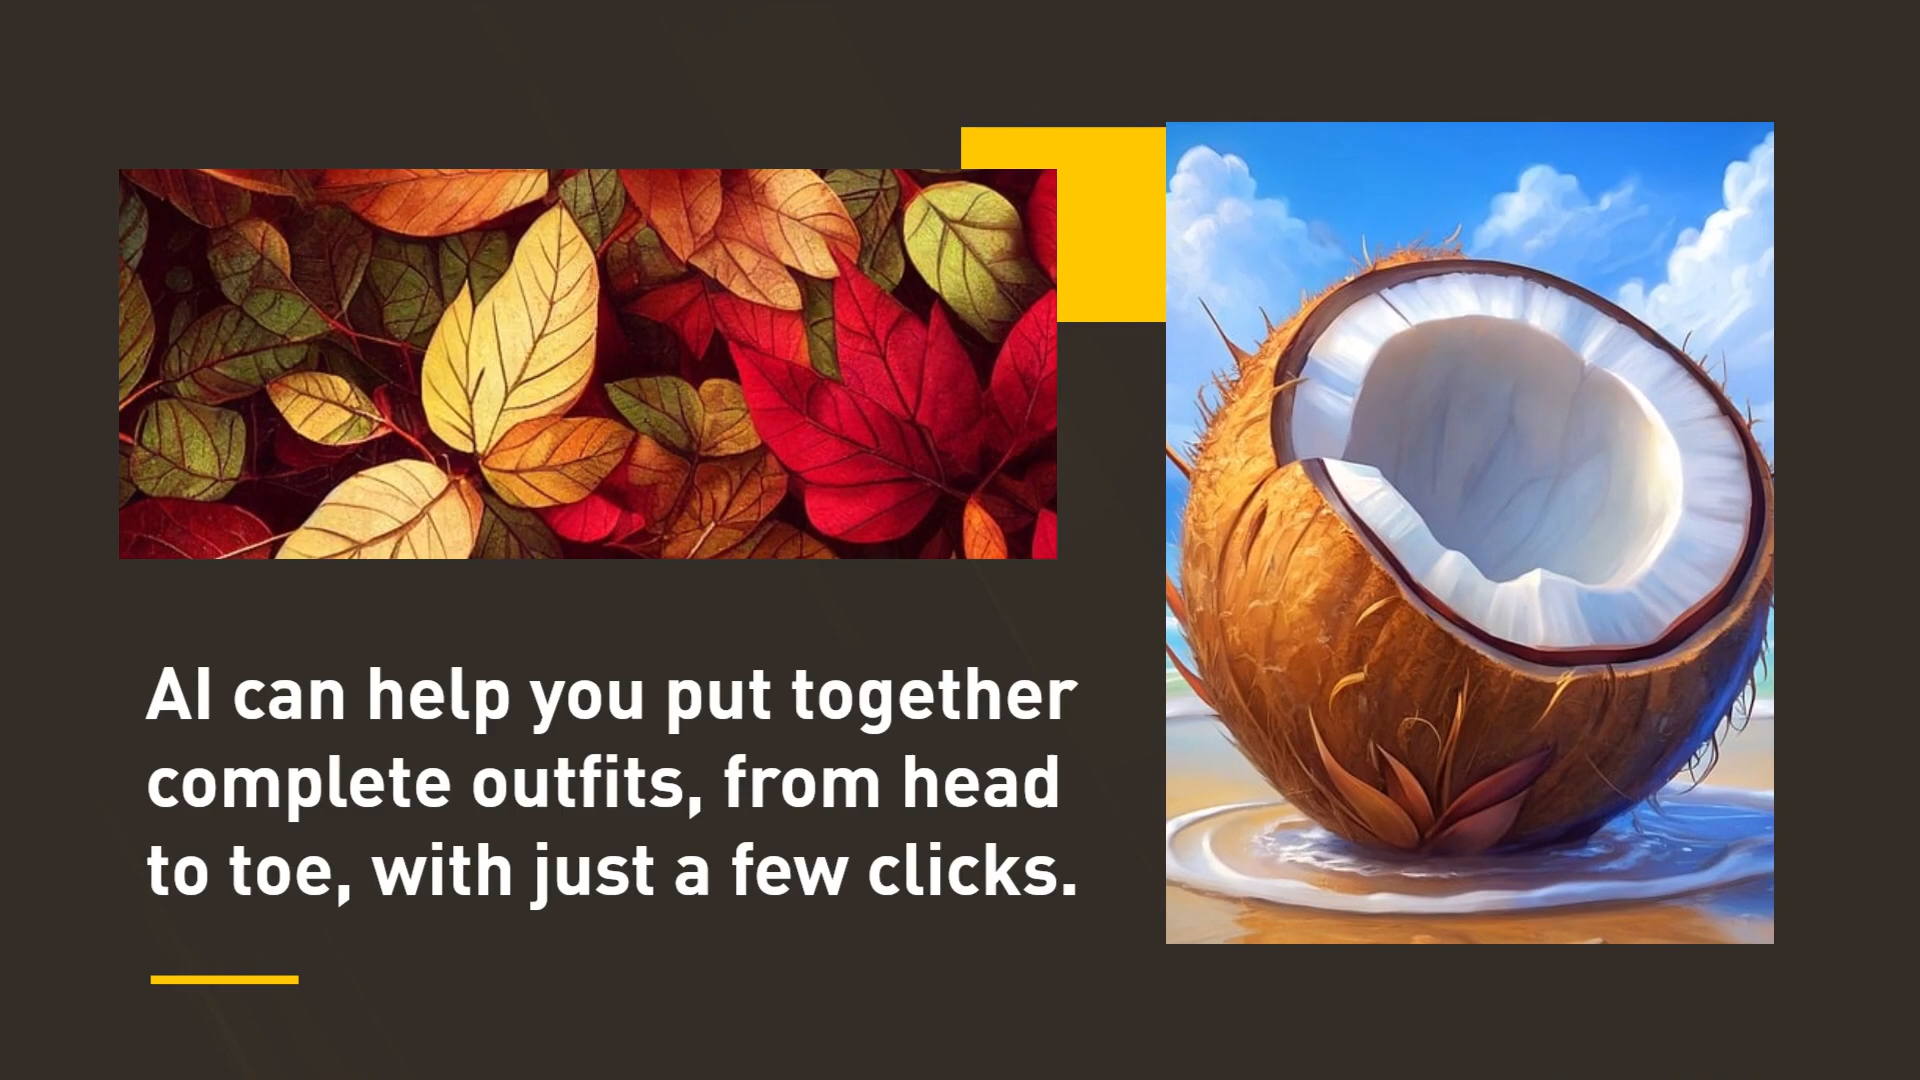 AI can help you put together
complete outfits, from head
to toe, with just a few clicks.